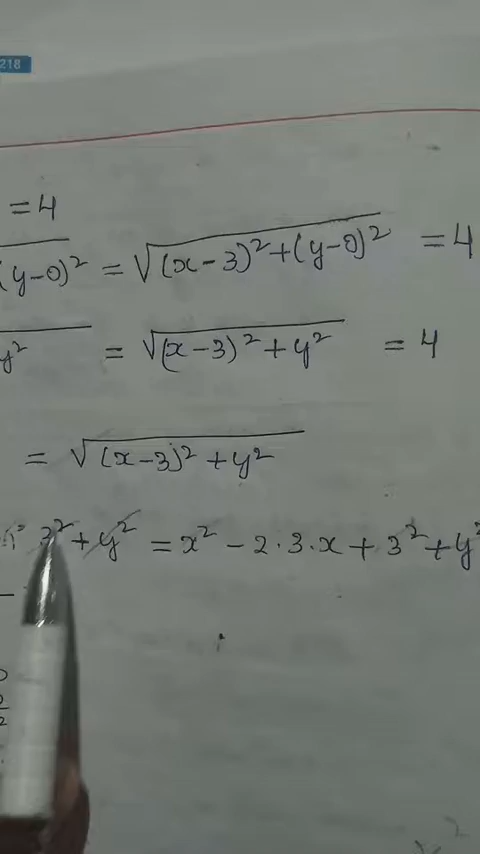 218
= 4
(y-0)² = √(x-3)²+(y-0)² = 4
y² = √(x-3)²+y² = 4
= √(x-3)²+y²
3²+y² = x² - 2·3·x + 3²+y²